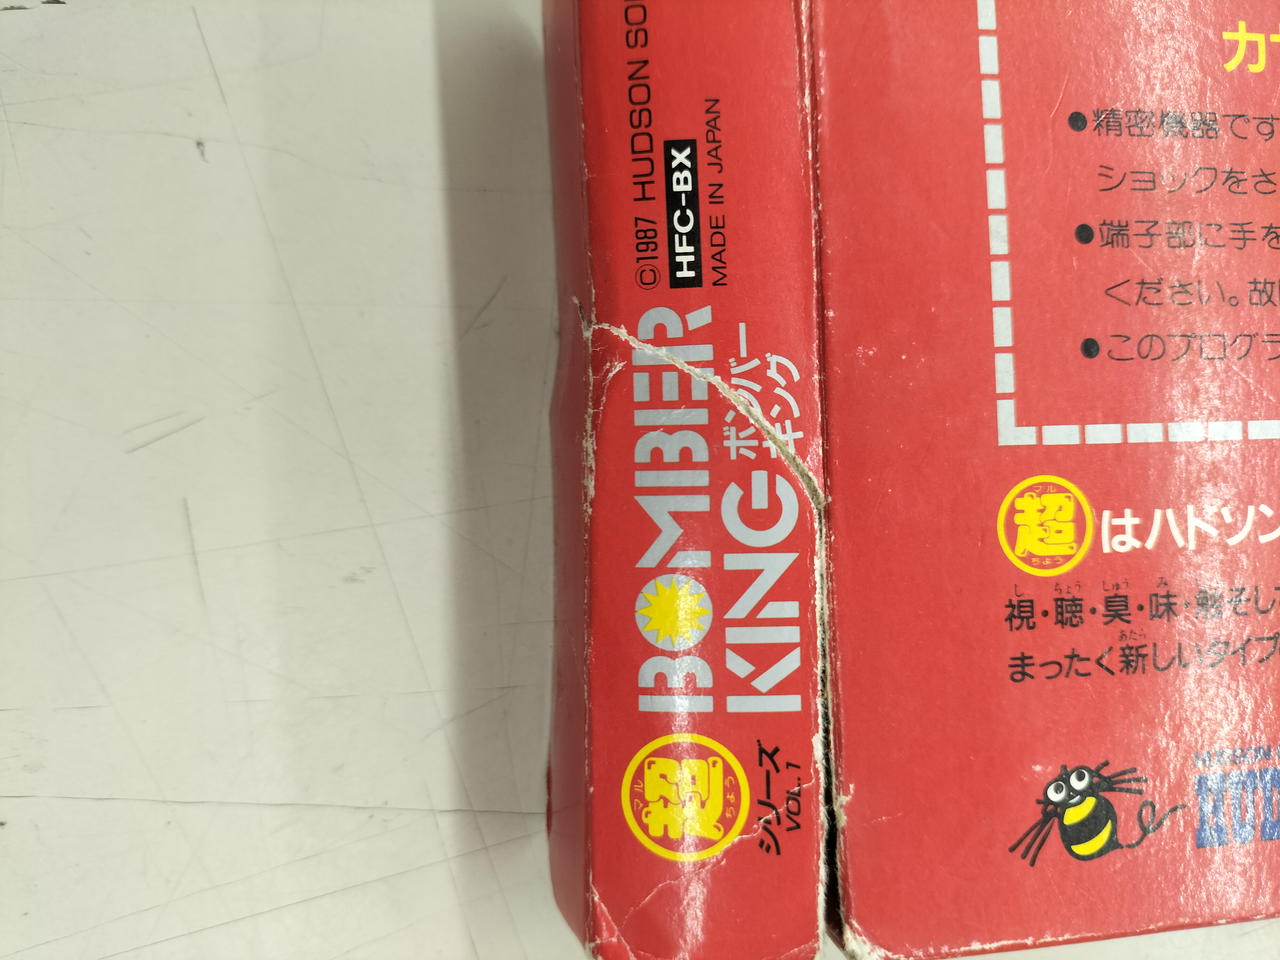 ©1987 HUDSON SO
HFC-BX
MADE IN JAPAN
BOMBER
KING
ボンバー
キング
マル
超
ちょう
シリーズ
VOL.1
カ
●精密機器です
ショックをさ
●端子部に手を
ください。故
●このプログラ
マル
超
ちょう
はハドソン
し ちょう しゅう み
視・聴・臭・味・触そし
あたら
まったく新しいタイプ